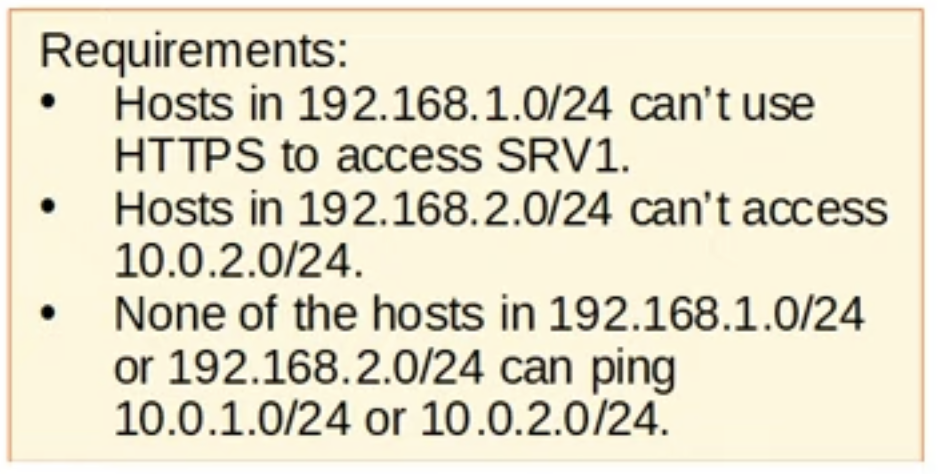 Requirements:
• Hosts in 192.168.1.0/24 can't use
HTTPS to access SRV1.
• Hosts in 192.168.2.0/24 can't access
10.0.2.0/24.
• None of the hosts in 192.168.1.0/24
or 192.168.2.0/24 can ping
10.0.1.0/24 or 10.0.2.0/24.